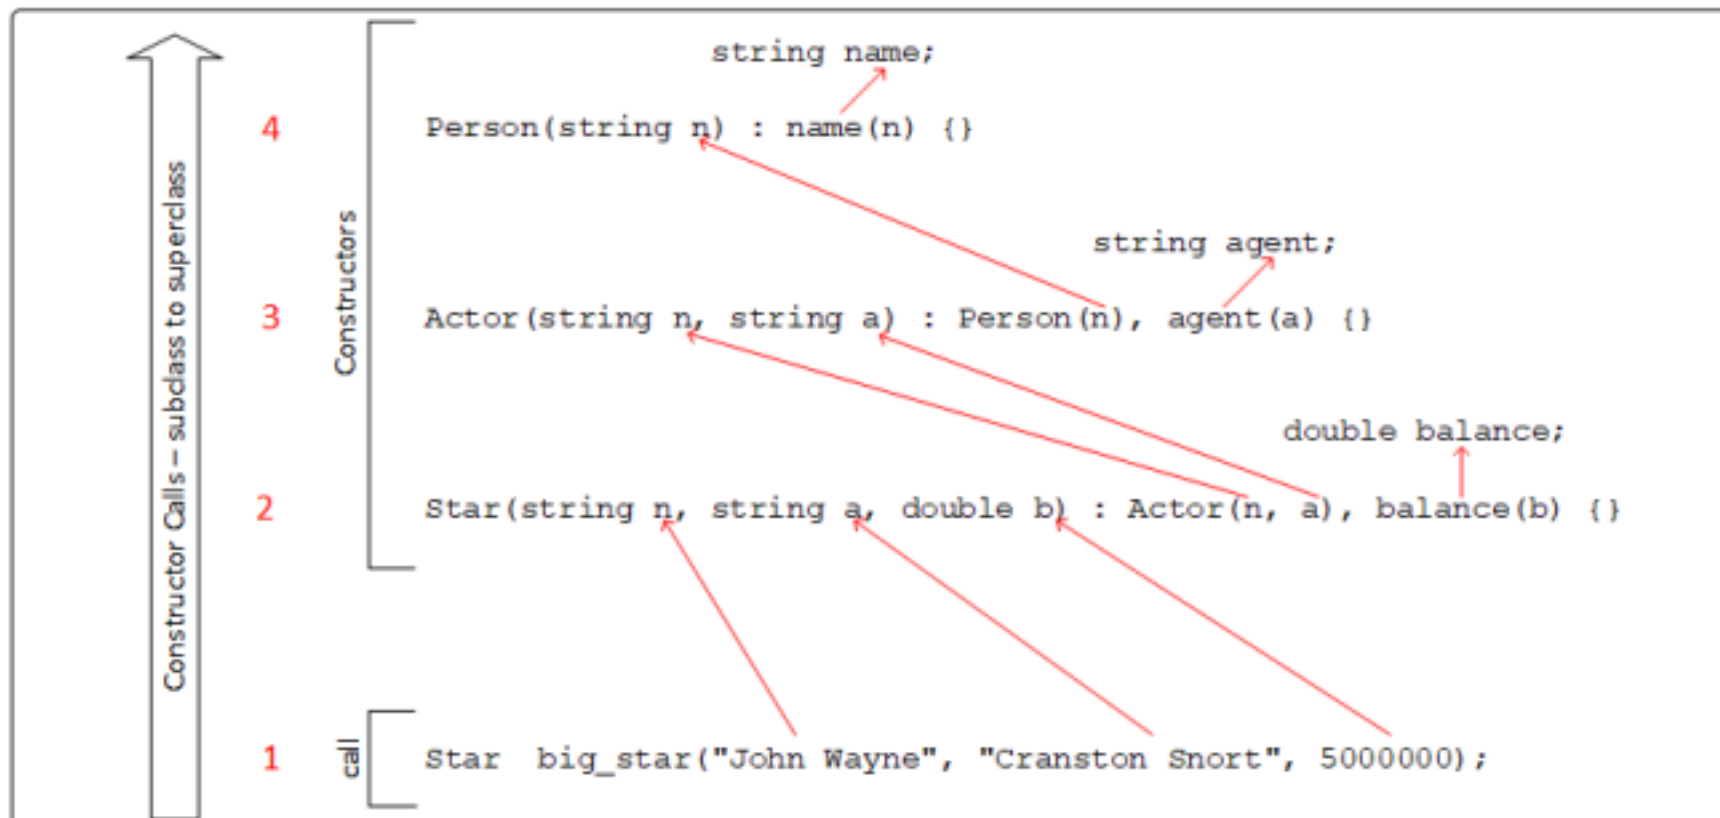 string name;
4 Person(string n) : name(n) {}
string agent;
3 Actor(string n, string a) : Person(n), agent(a) {}
double balance;
2 Star(string n, string a, double b) : Actor(n, a), balance(b) {}
1 Star  big_star("John Wayne", "Cranston Snort", 5000000);
Constructor Calls – subclass to superclass
Constructors
call